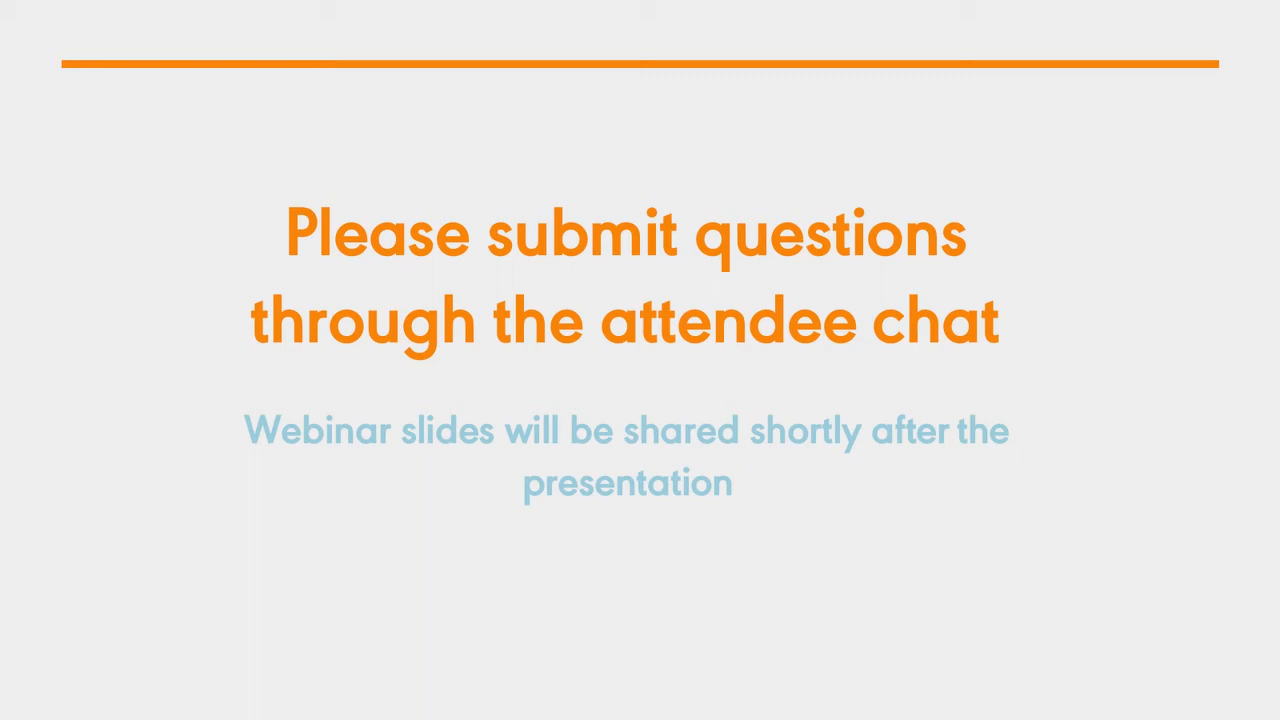 Please submit questions
through the attendee chat
Webinar slides will be shared shortly after the
presentation